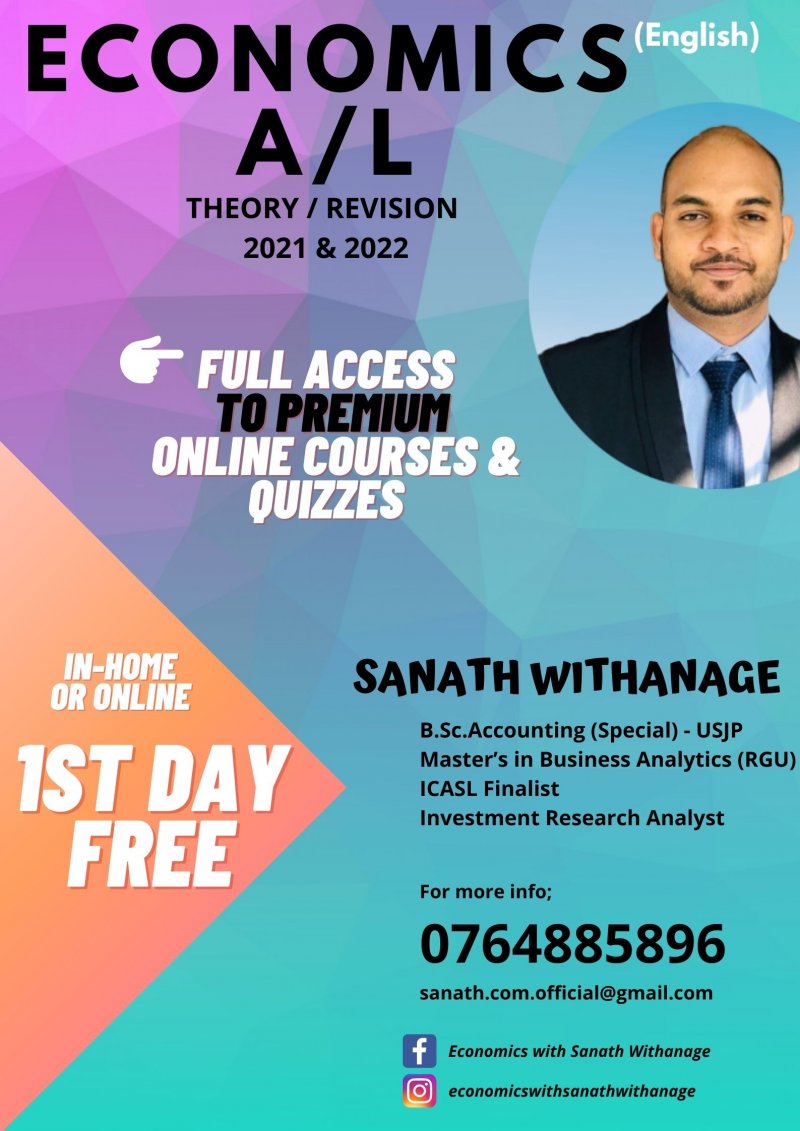 ECONOMICS (English)
A/L
THEORY / REVISION
2021 & 2022
FULL ACCESS
TO PREMIUM
ONLINE COURSES &
QUIZZES
IN-HOME
OR ONLINE
1ST DAY
FREE
SANATH WITHANAGE
B.Sc.Accounting (Special) - USJP
Master's in Business Analytics (RGU)
ICASL Finalist
Investment Research Analyst
For more info;
0764885896
sanath.com.official@gmail.com
Economics with Sanath Withanage
economicswithsanathwithanage